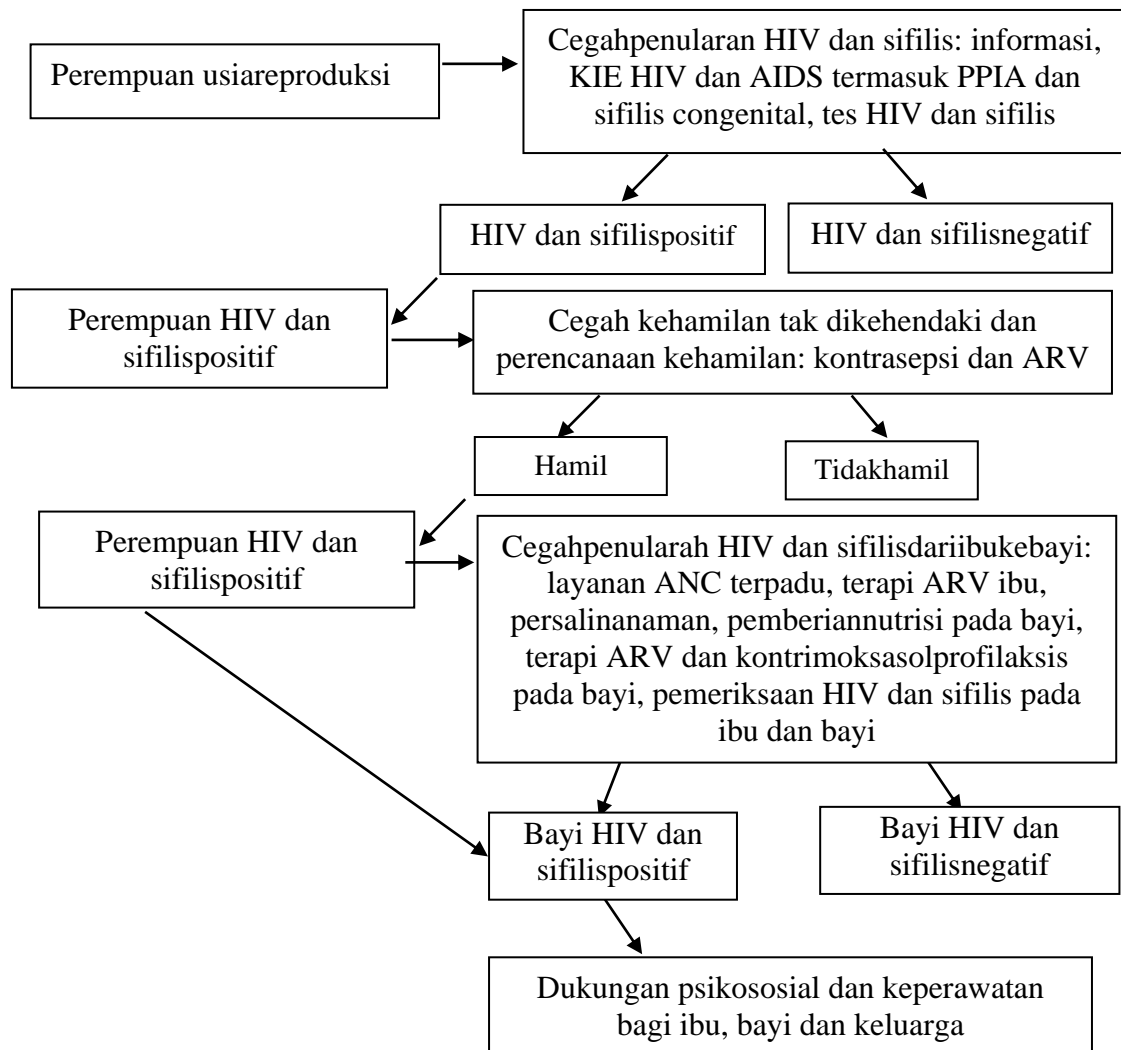 Perempuan usiareproduksi
Cegahpenularan HIV dan sifilis: informasi,
KIE HIV dan AIDS termasuk PPIA dan
sifilis congenital, tes HIV dan sifilis
HIV dan sifilispositif
HIV dan sifilisnegatif
Perempuan HIV dan
sifilispositif
Cegah kehamilan tak dikehendaki dan
perencanaan kehamilan: kontrasepsi dan ARV
Hamil
Tidakhamil
Perempuan HIV dan
sifilispositif
Cegahpenularah HIV dan sifilisdariibukebayi:
layanan ANC terpadu, terapi ARV ibu,
persalinanaman, pemberiannutrisi pada bayi,
terapi ARV dan kontrimoksasolprofilaksis
pada bayi, pemeriksaan HIV dan sifilis pada
ibu dan bayi
Bayi HIV dan
sifilispositif
Bayi HIV dan
sifilisnegatif
Dukungan psikososial dan keperawatan
bagi ibu, bayi dan keluarga